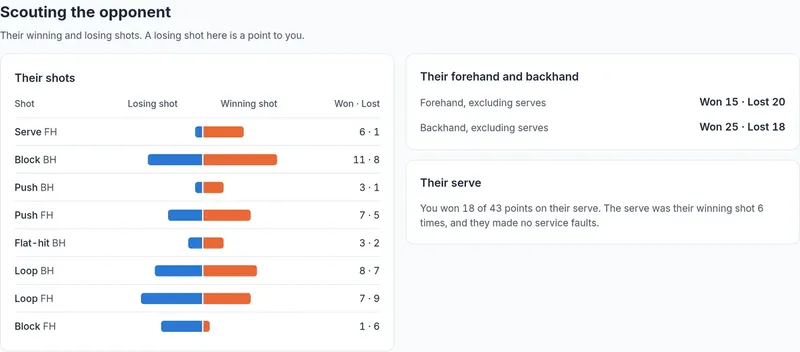 Scouting the opponent
Their winning and losing shots. A losing shot here is a point to you.
Their shots
Shot Losing shot Winning shot Won · Lost
Serve FH 6 · 1
Block BH 11 · 8
Push BH 3 · 1
Push FH 7 · 5
Flat-hit BH 3 · 2
Loop BH 8 · 7
Loop FH 7 · 9
Block FH 1 · 6
Their forehand and backhand
Forehand, excluding serves Won 15 · Lost 20
Backhand, excluding serves Won 25 · Lost 18
Their serve
You won 18 of 43 points on their serve. The serve was their winning shot 6
times, and they made no service faults.